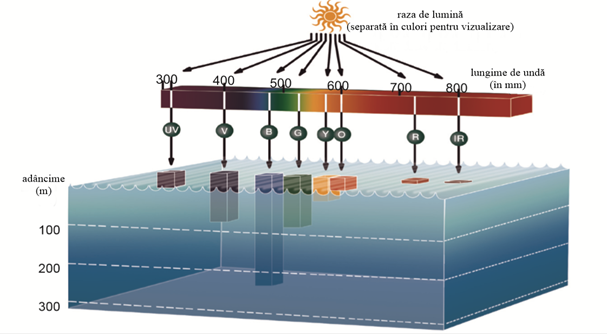 raza de lumină
(separată în culori pentru vizualizare)
lungime de undă
(în mm)
300 400 500 600 700 800
UV V B G Y O R IR
adâncime
(m)
100
200
300